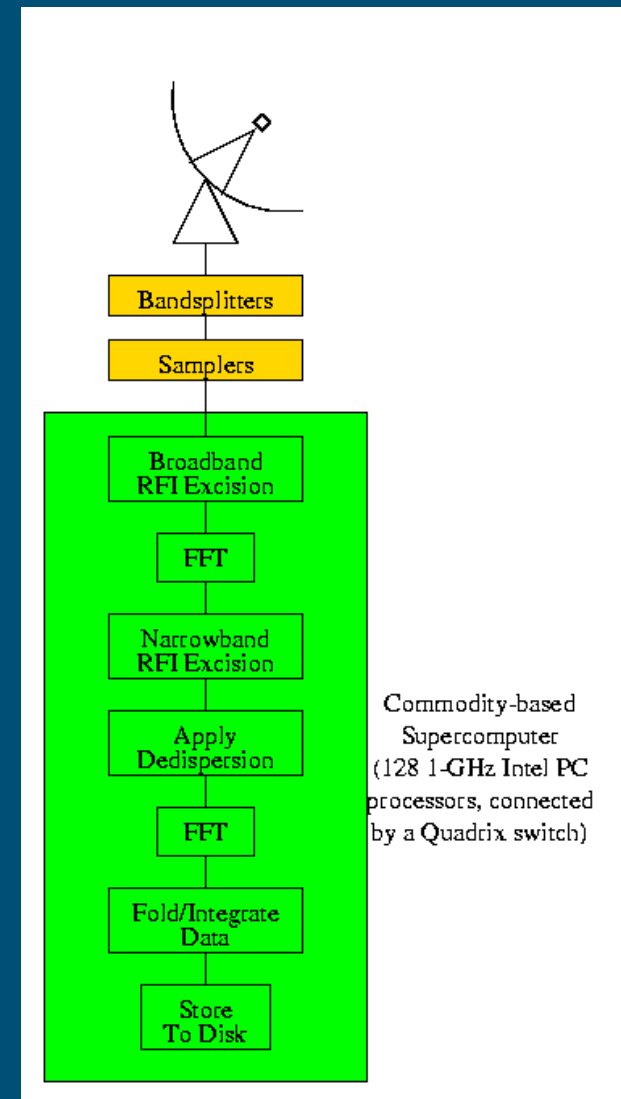 Bandsplitters
Samplers
Broadband
RFI Excision
FFT
Narrowband
RFI Excision
Apply
Dedispersion
FFT
Fold/Integrate
Data
Store
To Disk
Commodity-based
Supercomputer
(128 1-GHz Intel PC
processors, connected
by a Quadrix switch)